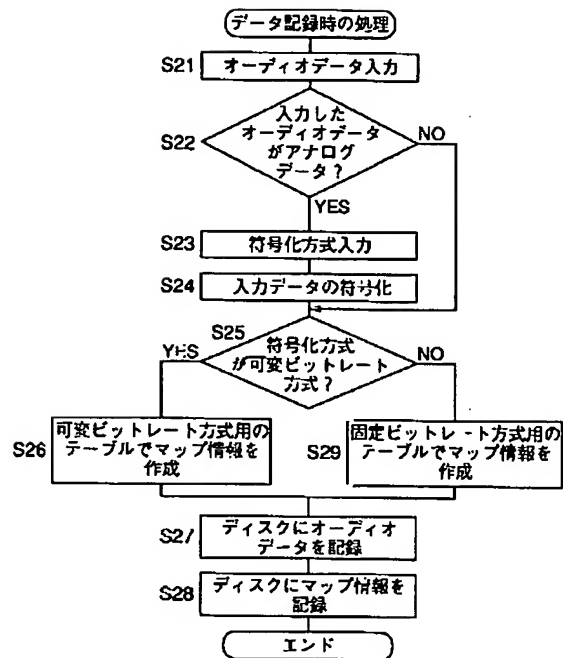 データ記録時の処理
S21 オーディオデータ入力
S22
入力した
オーディオデータ
がアナログ
データ?
NO
YES
S23 符号化方式入力
S24 入力データの符号化
S25
符号化方式
が可変ビットレート
方式?
YES
NO
S26
可変ビットレート方式用の
テーブルでマップ情報を
作成
S29
固定ビットレート方式用の
テーブルでマップ情報を
作成
S27
ディスクにオーディオ
データを記録
S28
ディスクにマップ情報を
記録
エンド